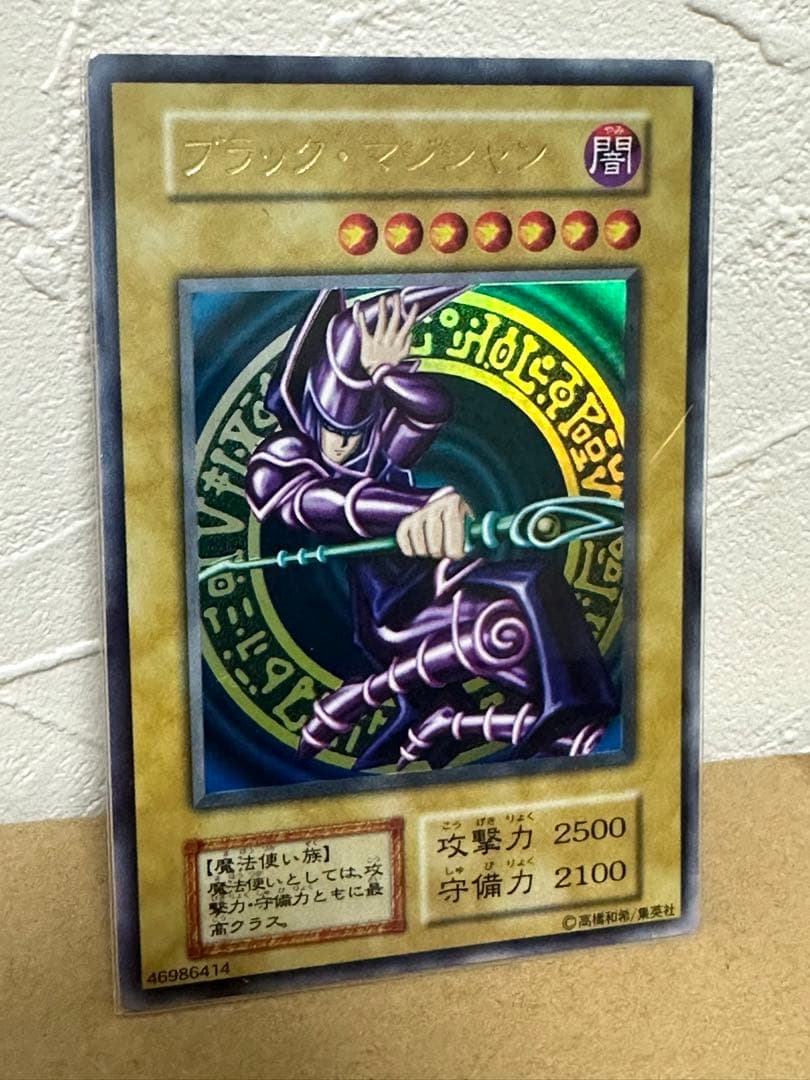 ブラック・マジシャン
やみ
闇
【魔法使い族】
魔法使いとしては、攻
撃力・守備力ともに最
高クラス。
こう げき りょく
攻撃力 2500
しゅ び りょく
守備力 2100
©高橋和希/集英社
46986414